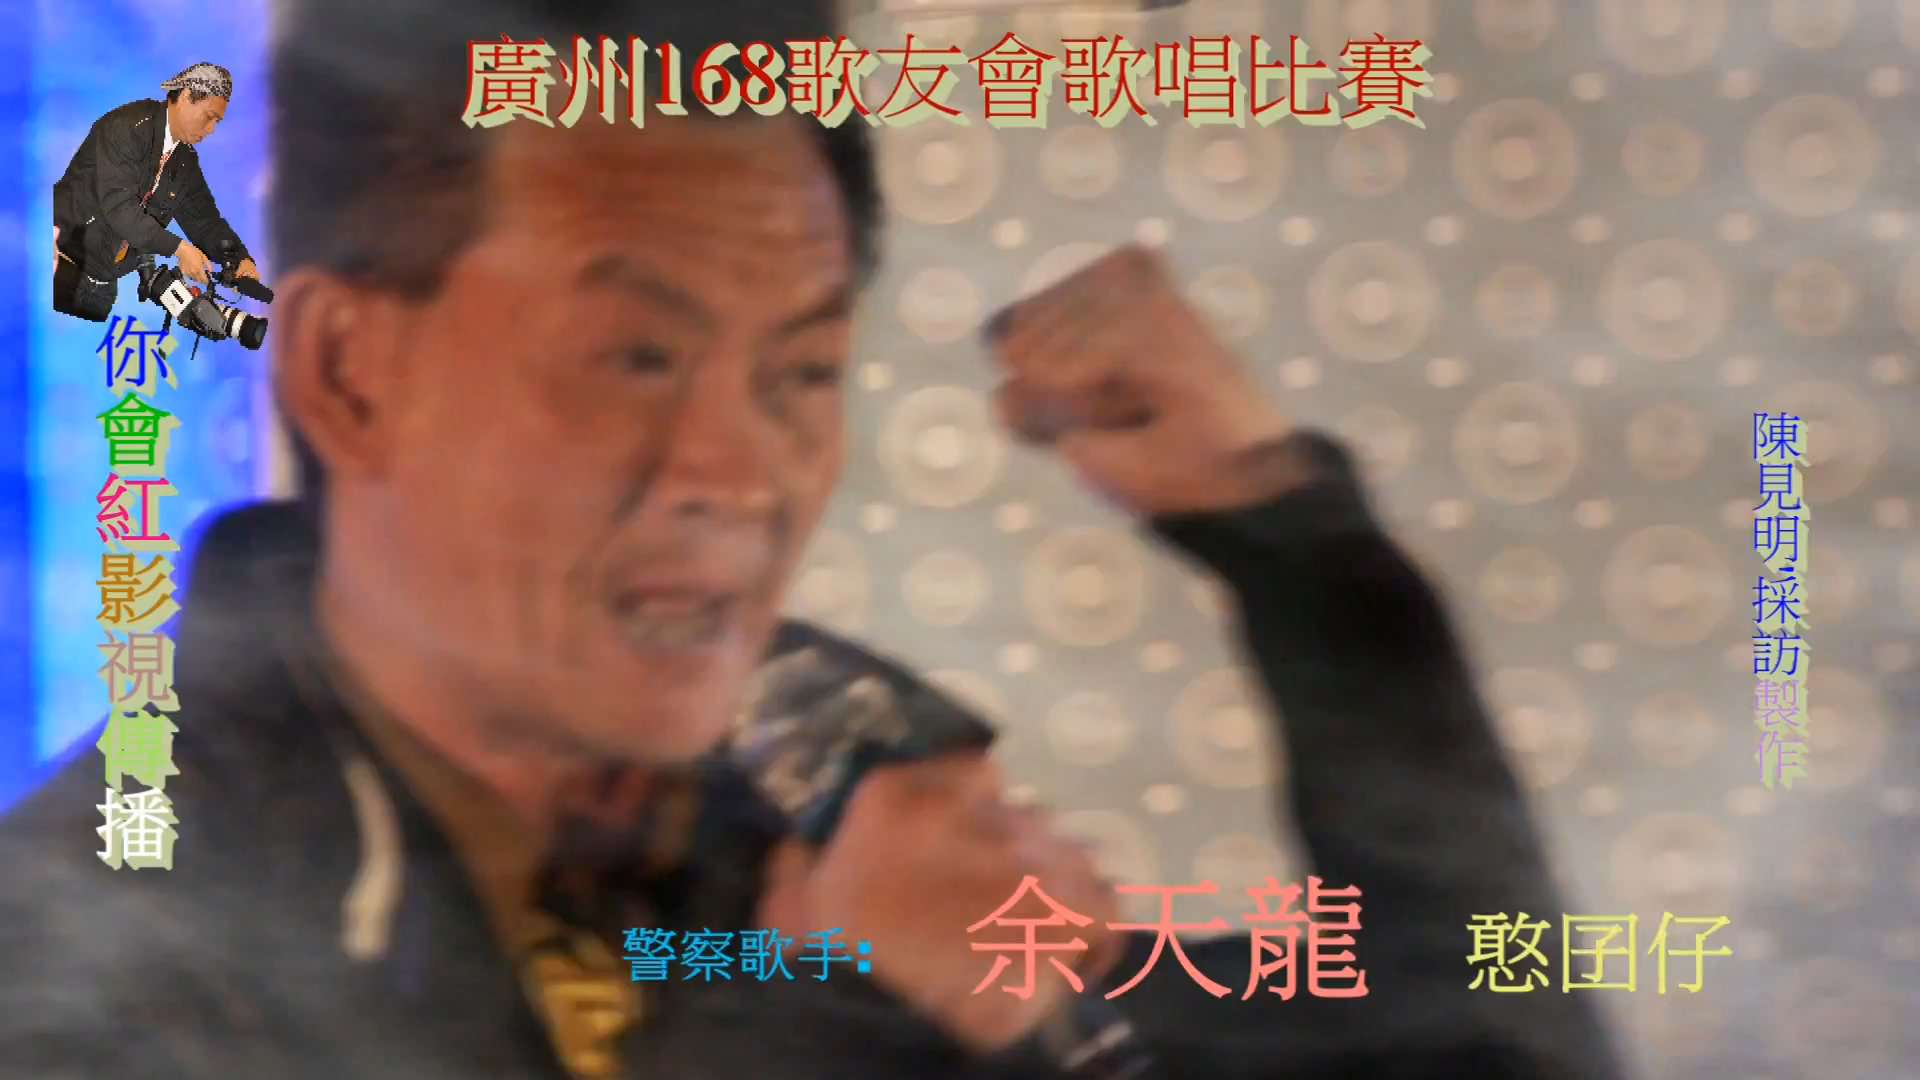 廣州168歌友會歌唱比賽
你會紅影視傳播
陳見明·採訪製作
警察歌手:
余天龍
憨囝仔